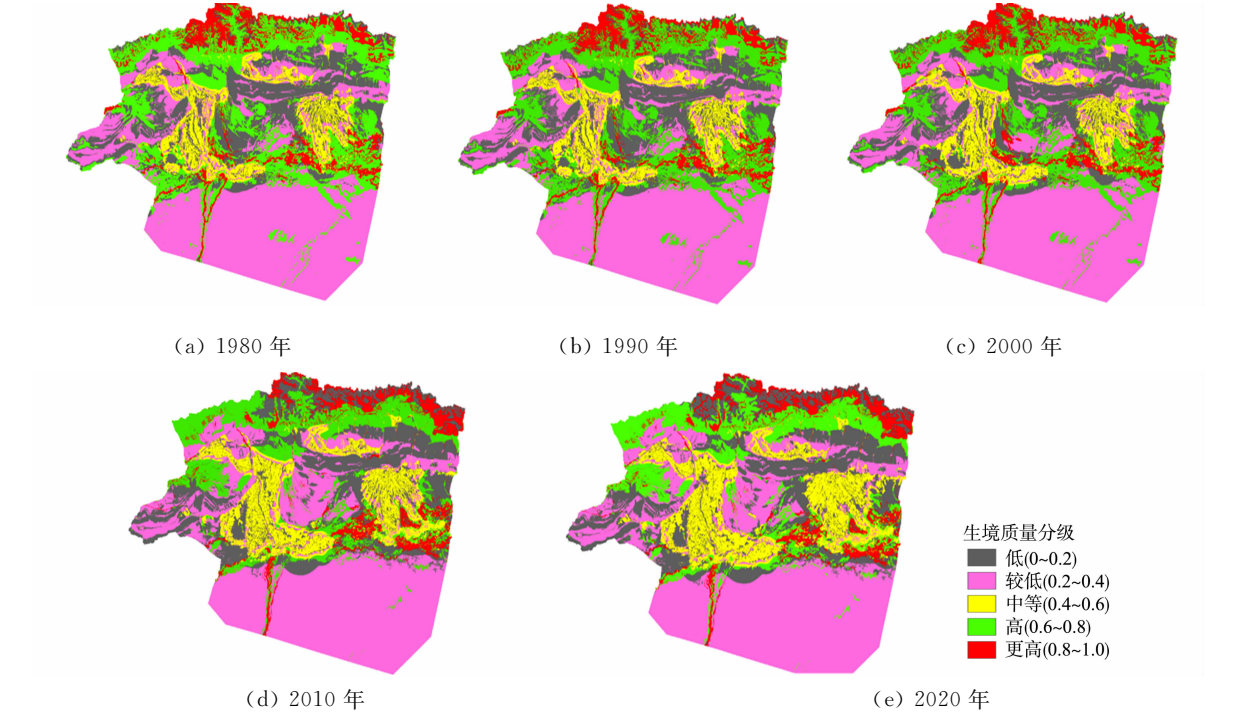 (a) 1980 年
(b) 1990 年
(c) 2000 年
生境质量分级
低(0~0.2)
较低(0.2~0.4)
中等(0.4~0.6)
高(0.6~0.8)
更高(0.8~1.0)
(d) 2010 年
(e) 2020 年